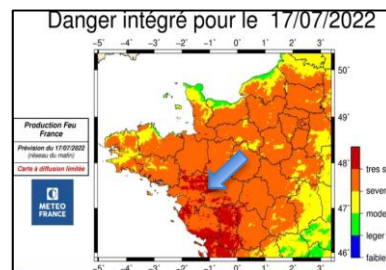 Danger intégré pour le 17/07/2022
−5˚ −4˚ −3˚ −2˚ −1˚ 0˚ 1˚ 2˚ 3˚
50˚
49˚
48˚
47˚
46˚
Production Feu
France
Prévision du 17/07/2022
(réseau du matin)
Carte à diffusion limitée
METEO
FRANCE
tres s
sever
mode
leger
faible
−5˚ −4˚ −3˚ −2˚ −1˚ 0˚ 1˚ 2˚ 3˚